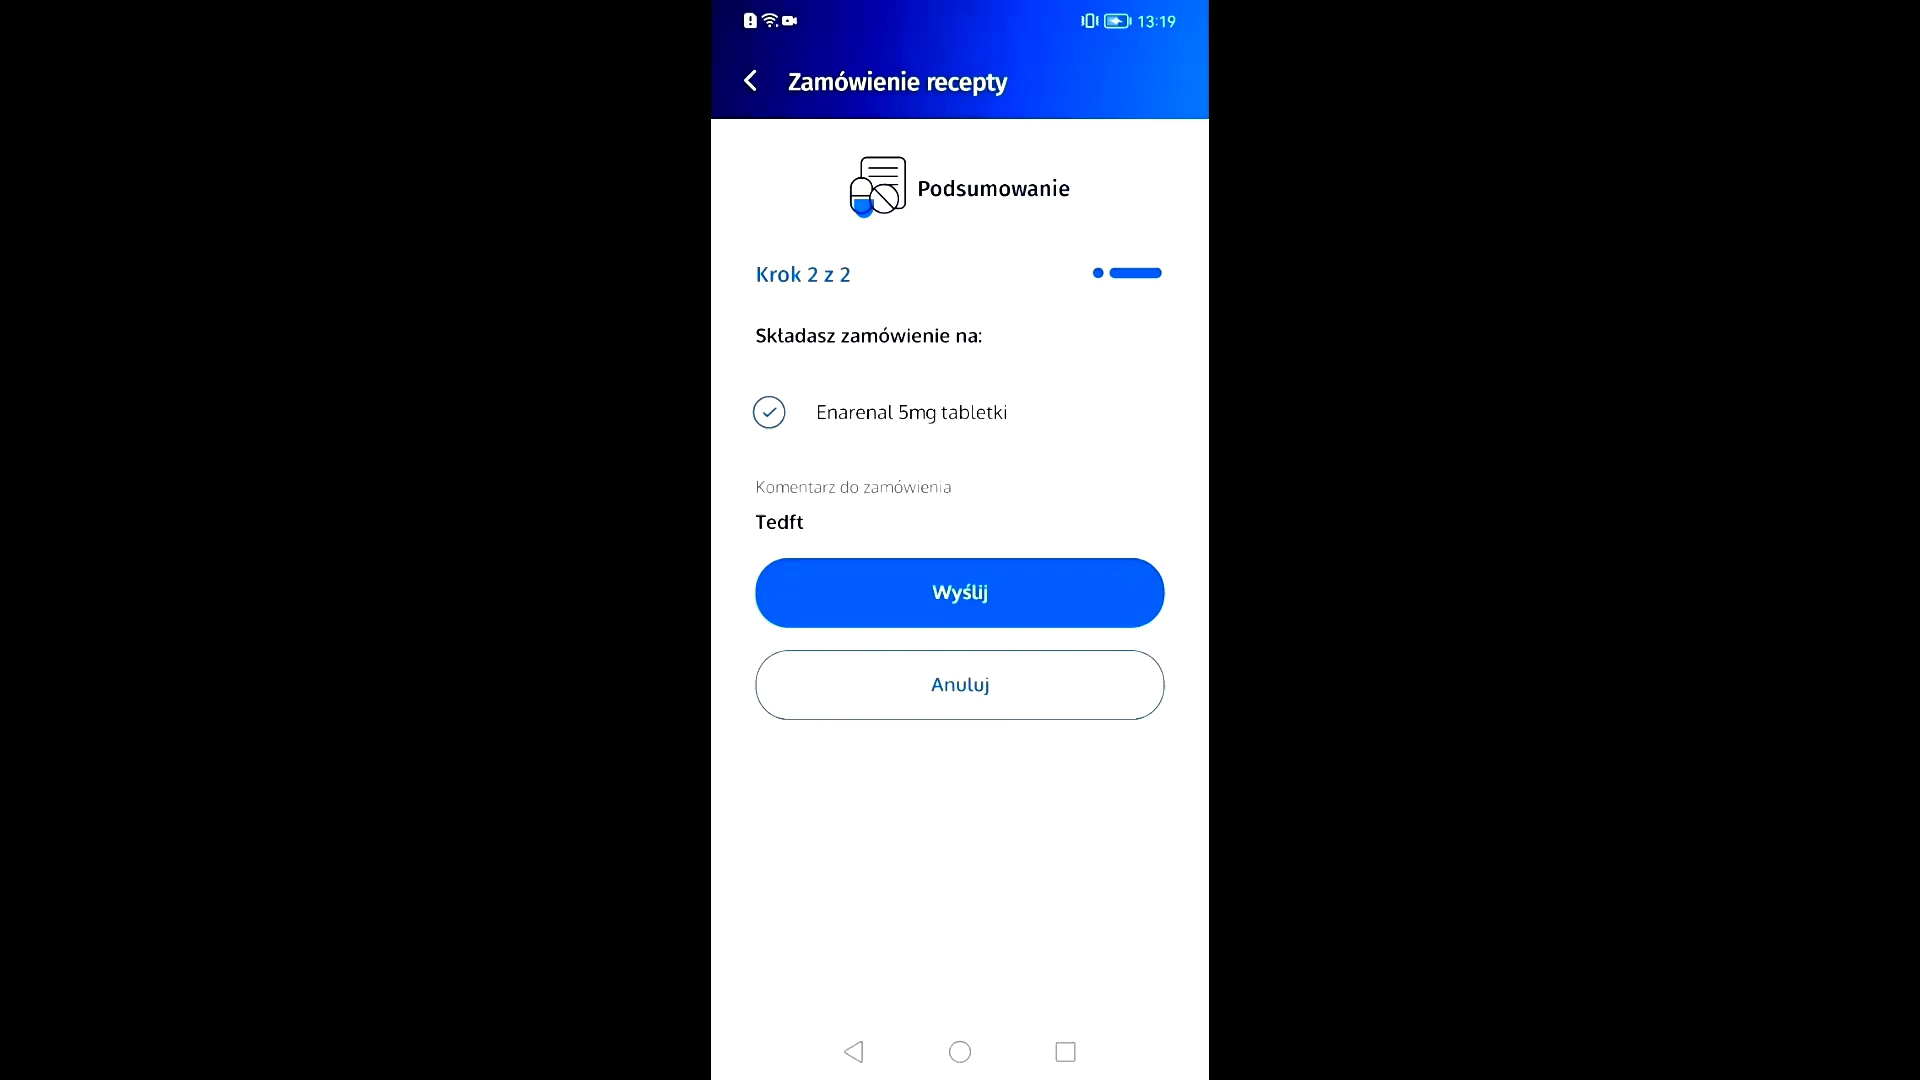 13:19
Zamówienie recepty
Podsumowanie
Krok 2 z 2
Składasz zamówienie na:
Enarenal 5mg tabletki
Komentarz do zamówienia
Tedft
Wyślij
Anuluj